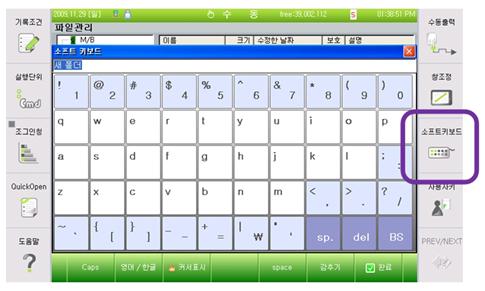 기록조건
2009,11,29 [일]
수 동
free:39,002,112
S
01:38:51 PM
수동출력
파일관리
M/B
이름
크기
수정한 날짜
보호
설명
소프트 키보드
새 폴더
실행단위
Cmd
참조점
! 1 @ 2 # 3 $ 4 % 5 ^ 6 & 7 * 8 ( 9 ) 0
조그인칭
q w e r t y u i o p
소프트키보드
a s d f g h j k l : ;
QuickOpen
z x c v b n m < , > . ? /
사용자키
~ ` { [ } ] _ - + = | ₩ " ' sp. del BS
도움말
?
Caps
영어 / 한글
커서표시
space
감추기
완료
PREV/NEXT